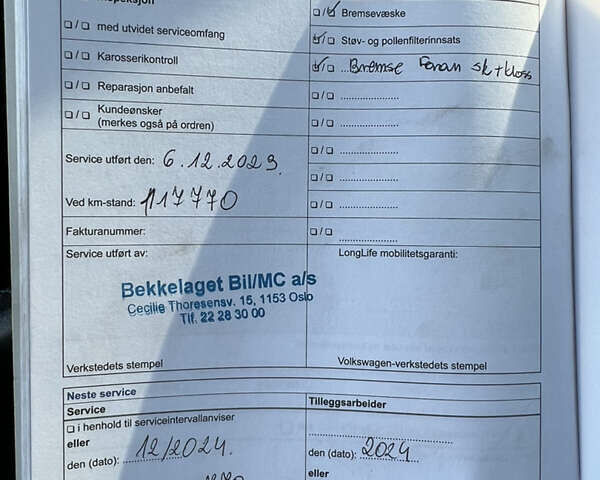 ❏/❏ Bremsevæske
❏/❏ med utvidet serviceomfang
❏/❏ Støv- og pollenfilterinnsats
❏/❏ Karosserikontroll
❏/❏ Bremse Foran sk+kloss
❏/❏ Reparasjon anbefalt
❏/❏
❏/❏ Kundeønsker
(merkes også på ordren)
❏/❏
Service utført den: 6.12.2023.
❏/❏
❏/❏
Ved km-stand: 117770
❏/❏
Fakturanummer:
❏/❏
Service utført av:
LongLife mobilitetsgaranti:
Bekkelaget Bil/MC a/s
Cecilie Thoresensv. 15, 1153 Oslo
Tlf. 22 28 30 00
Verkstedets stempel
Volkswagen-verkstedets stempel
Neste service
Service
Tilleggsarbeider
❏ i henhold til serviceintervallanviser
eller
den (dato): 12/2024.
den (dato): 2024
eller